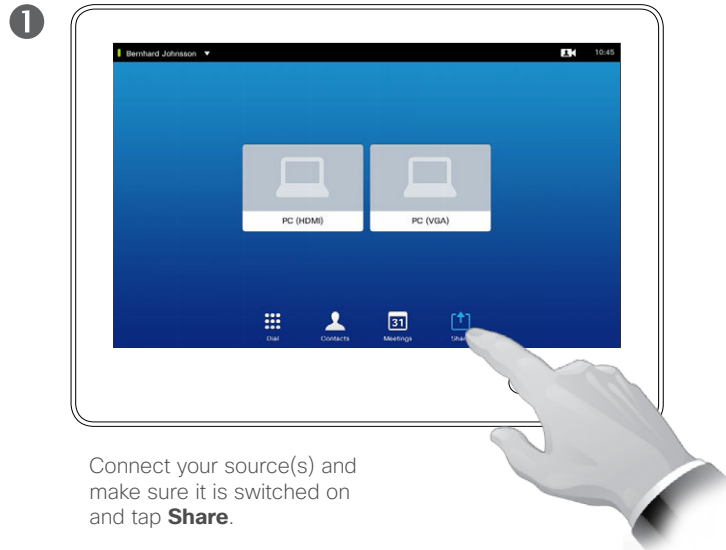 1
Bernhard Johnsson
10:45
PC (HDMI)
PC (VGA)
31
Dial
Contacts
Meetings
Connect your source(s) and
make sure it is switched on
and tap Share.